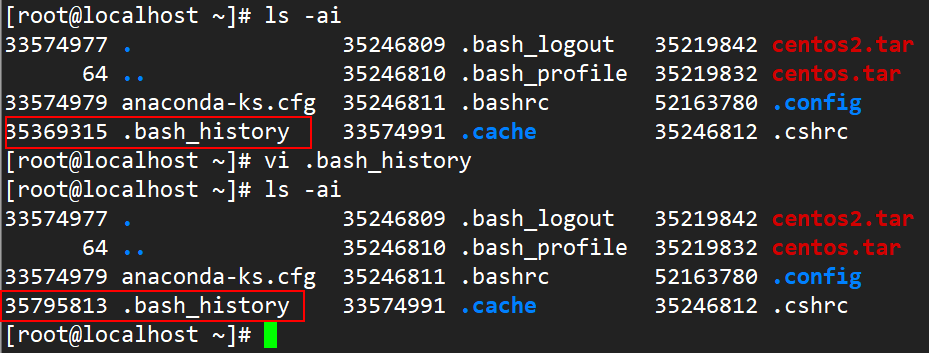 [root@localhost ~]# ls -ai
33574977 .                 35246809 .bash_logout   35219842 centos2.tar
      64 ..                35246810 .bash_profile  35219832 centos.tar
33574979 anaconda-ks.cfg   35246811 .bashrc        52163780 .config
35369315 .bash_history     33574991 .cache         35246812 .cshrc
[root@localhost ~]# vi .bash_history
[root@localhost ~]# ls -ai
33574977 .                 35246809 .bash_logout   35219842 centos2.tar
      64 ..                35246810 .bash_profile  35219832 centos.tar
33574979 anaconda-ks.cfg   35246811 .bashrc        52163780 .config
35795813 .bash_history     33574991 .cache         35246812 .cshrc
[root@localhost ~]#